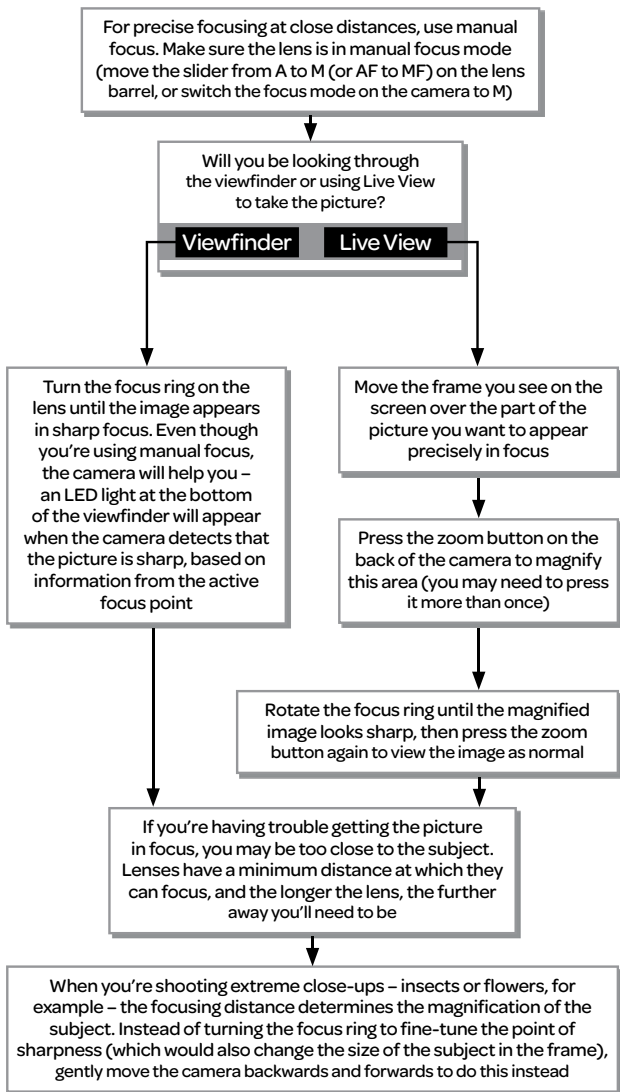 For precise focusing at close distances, use manual
focus. Make sure the lens is in manual focus mode
(move the slider from A to M (or AF to MF) on the lens
barrel, or switch the focus mode on the camera to M)
Will you be looking through
the viewfinder or using Live View
to take the picture?
Viewfinder
Live View
Turn the focus ring on the
lens until the image appears
in sharp focus. Even though
you're using manual focus,
the camera will help you –
an LED light at the bottom
of the viewfinder will appear
when the camera detects that
the picture is sharp, based on
information from the active
focus point
Move the frame you see on the
screen over the part of the
picture you want to appear
precisely in focus
Press the zoom button on the
back of the camera to magnify
this area (you may need to press
it more than once)
Rotate the focus ring until the magnified
image looks sharp, then press the zoom
button again to view the image as normal
If you're having trouble getting the picture
in focus, you may be too close to the subject.
Lenses have a minimum distance at which they
can focus, and the longer the lens, the further
away you'll need to be
When you're shooting extreme close-ups – insects or flowers, for
example – the focusing distance determines the magnification of the
subject. Instead of turning the focus ring to fine-tune the point of
sharpness (which would also change the size of the subject in the frame),
gently move the camera backwards and forwards to do this instead